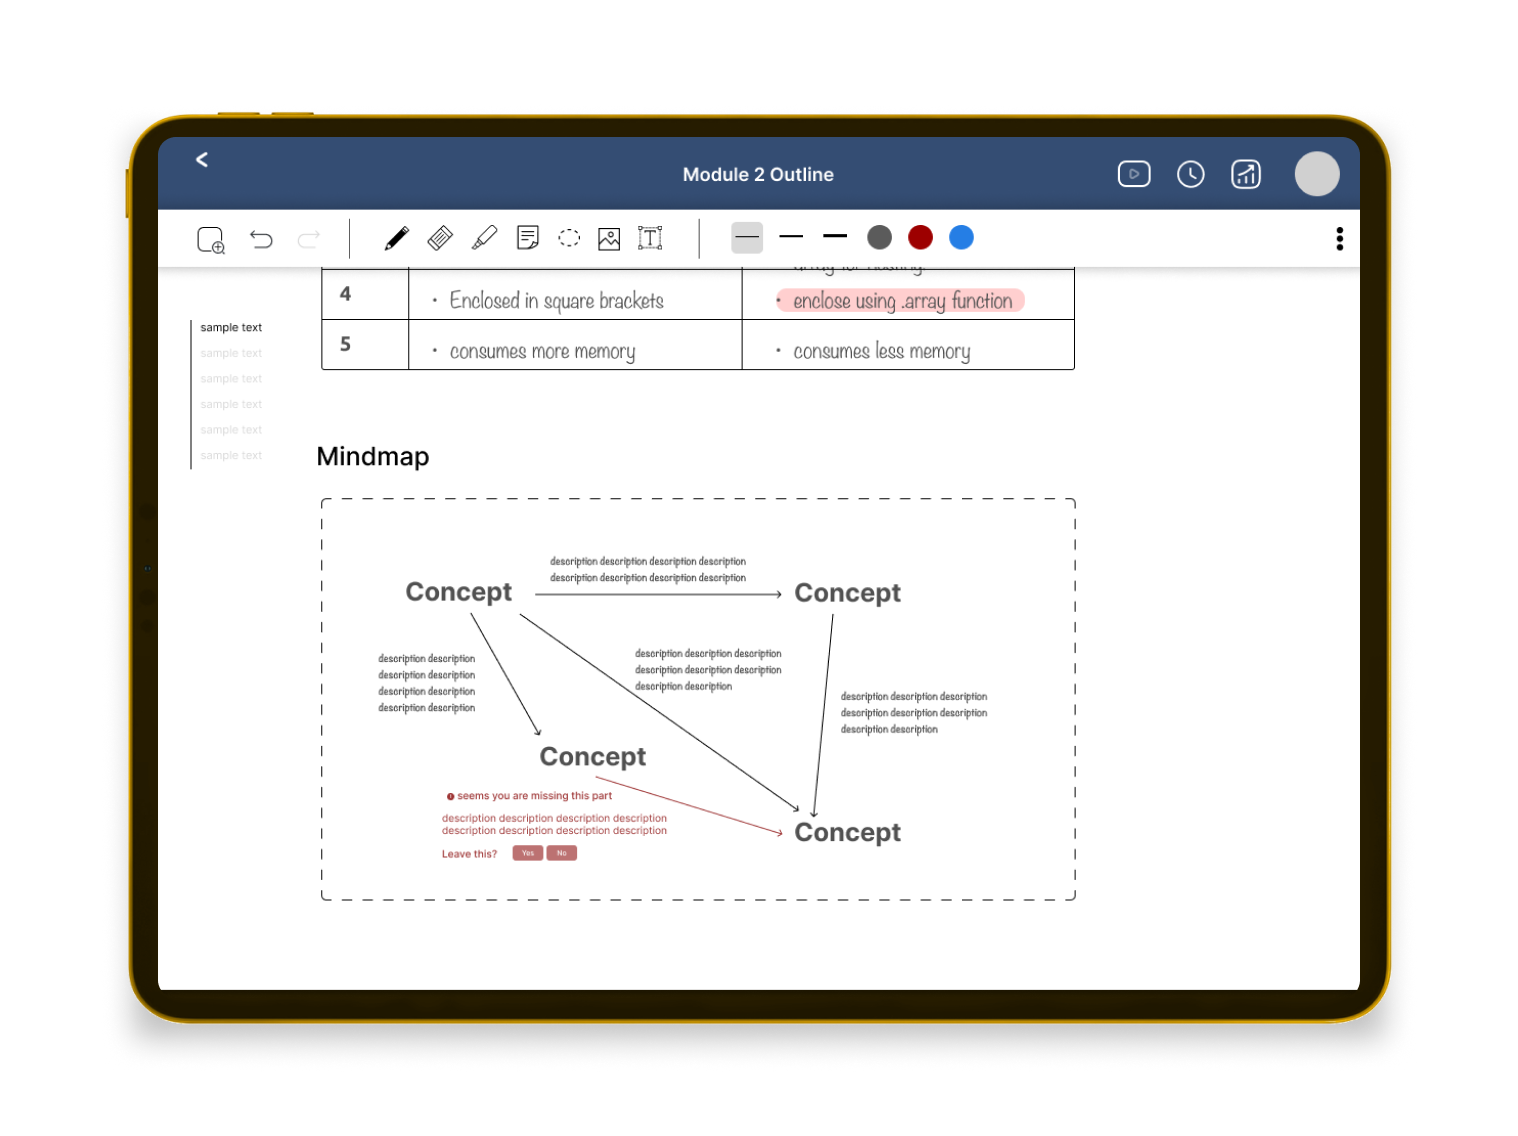 Module 2 Outline
array for hosting.
4
• Enclosed in square brackets
• enclose using .array function
5
• consumes more memory
• consumes less memory
sample text
sample text
sample text
sample text
sample text
sample text
Mindmap
description description description description
description description description description
Concept
Concept
description description
description description
description description
description description
description description description
description description description
description description
description description description
description description description
description description
Concept
seems you are missing this part
description description description description
description description description description
Leave this?
Yes
No
Concept